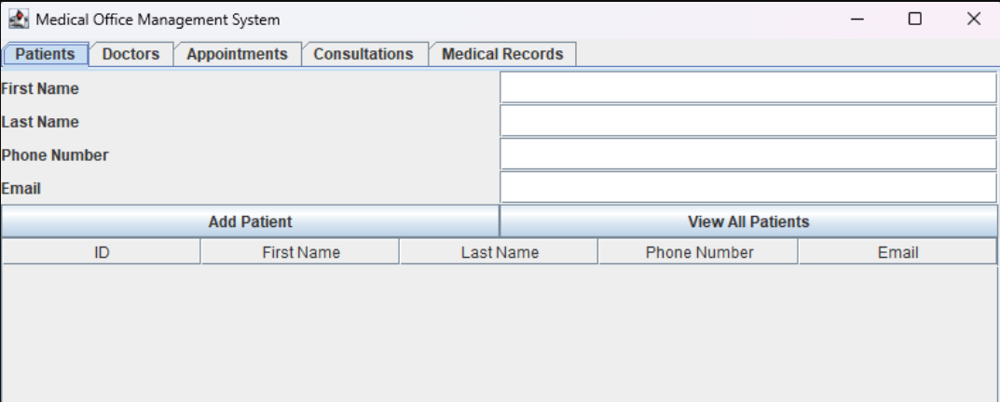 Medical Office Management System
Patients Doctors Appointments Consultations Medical Records
First Name
Last Name
Phone Number
Email
Add Patient View All Patients
ID First Name Last Name Phone Number Email